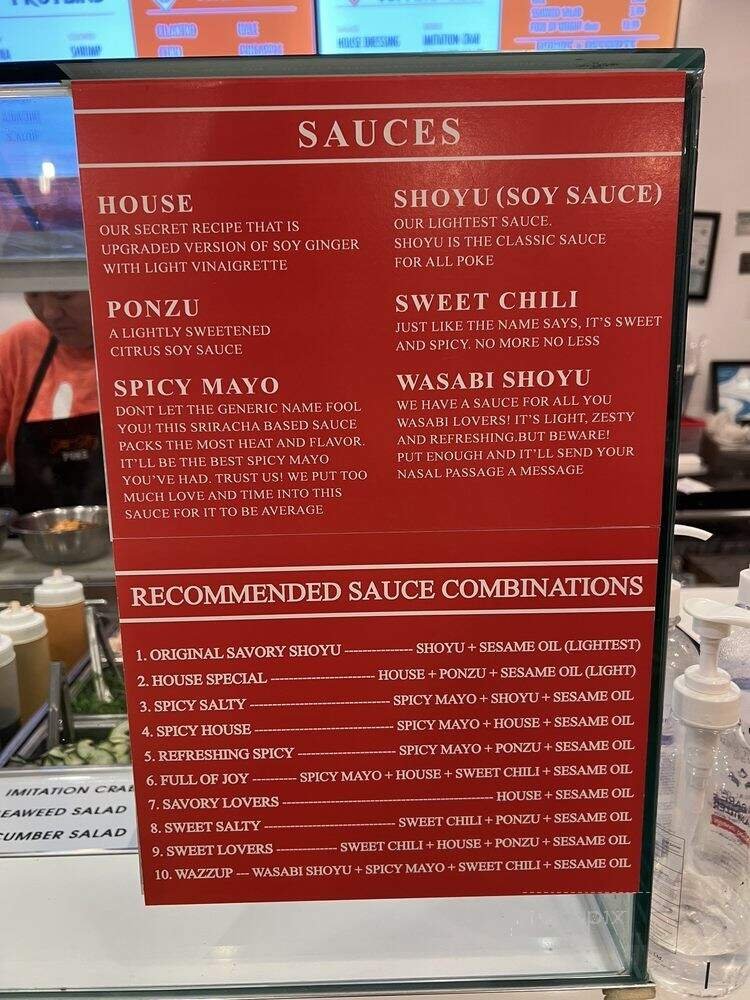 SAUCES
HOUSE
OUR SECRET RECIPE THAT IS
UPGRADED VERSION OF SOY GINGER
WITH LIGHT VINAIGRETTE
PONZU
A LIGHTLY SWEETENED
CITRUS SOY SAUCE
SPICY MAYO
DONT LET THE GENERIC NAME FOOL
YOU! THIS SRIRACHA BASED SAUCE
PACKS THE MOST HEAT AND FLAVOR.
IT'LL BE THE BEST SPICY MAYO
YOU'VE HAD. TRUST US! WE PUT TOO
MUCH LOVE AND TIME INTO THIS
SAUCE FOR IT TO BE AVERAGE
SHOYU (SOY SAUCE)
OUR LIGHTEST SAUCE.
SHOYU IS THE CLASSIC SAUCE
FOR ALL POKE
SWEET CHILI
JUST LIKE THE NAME SAYS, IT'S SWEET
AND SPICY. NO MORE NO LESS
WASABI SHOYU
WE HAVE A SAUCE FOR ALL YOU
WASABI LOVERS! IT'S LIGHT, ZESTY
AND REFRESHING.BUT BEWARE!
PUT ENOUGH AND IT'LL SEND YOUR
NASAL PASSAGE A MESSAGE
RECOMMENDED SAUCE COMBINATIONS
1. ORIGINAL SAVORY SHOYU --------------- SHOYU + SESAME OIL (LIGHTEST)
2. HOUSE SPECIAL ----------------------- HOUSE + PONZU + SESAME OIL (LIGHT)
3. SPICY SALTY ------------------------------- SPICY MAYO + SHOYU + SESAME OIL
4. SPICY HOUSE ------------------------------ SPICY MAYO + HOUSE + SESAME OIL
5. REFRESHING SPICY ---------------------- SPICY MAYO + PONZU + SESAME OIL
6. FULL OF JOY ---------- SPICY MAYO + HOUSE + SWEET CHILI + SESAME OIL
7. SAVORY LOVERS ----------------------------------------------- HOUSE + SESAME OIL
8. SWEET SALTY ----------------------------- SWEET CHILI + PONZU + SESAME OIL
9. SWEET LOVERS -------------- SWEET CHILI + HOUSE + PONZU + SESAME OIL
10. WAZZUP --- WASABI SHOYU + SPICY MAYO + SWEET CHILI + SESAME OIL
IMITATION CRAB
SEAWEED SALAD
CUMBER SALAD